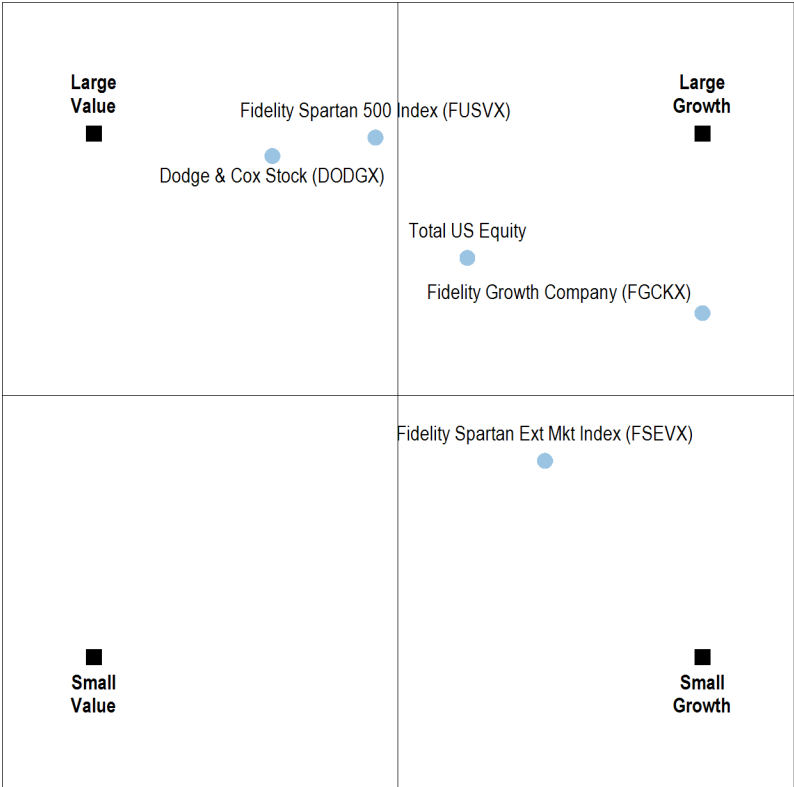 Large
Value
Large
Growth
Fidelity Spartan 500 Index (FUSVX)
Dodge & Cox Stock (DODGX)
Total US Equity
Fidelity Growth Company (FGCKX)
Fidelity Spartan Ext Mkt Index (FSEVX)
Small
Value
Small
Growth